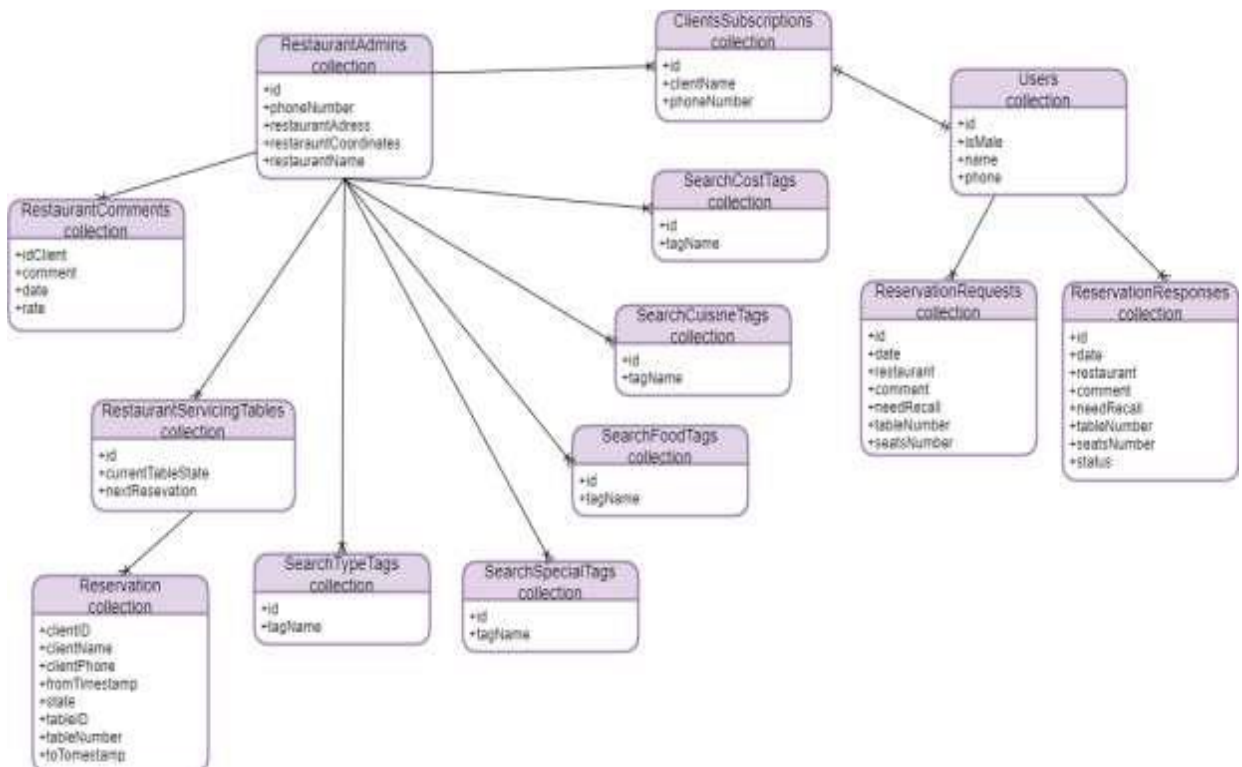 RestaurantAdmins
collection
+id
+phoneNumber
+restaurantAdress
+restarauntCoordinates
+restaurantName
ClientsSubscriptions
collection
+id
+clientName
+phoneNumber
Users
collection
+id
+isMale
+name
+phone
RestaurantComments
collection
+idClient
+comment
+date
+rate
SearchCostTags
collection
+id
+tagName
ReservationRequests
collection
+id
+date
+restaurant
+comment
+needRecall
+tableNumber
+seatsNumber
ReservationResponses
collection
+id
+date
+restaurant
+comment
+needRecall
+tableNumber
+seatsNumber
+status
SearchCuisineTags
collection
+id
+tagName
RestaurantServicingTables
collection
+id
+currentTableState
+nextResevation
SearchFoodTags
collection
+id
+tagName
SearchTypeTags
collection
+id
+tagName
SearchSpecialTags
collection
+id
+tagName
Reservation
collection
+clientID
+clientName
+clientPhone
+fromTimestamp
+state
+tableID
+tableNumber
+toTomestamp